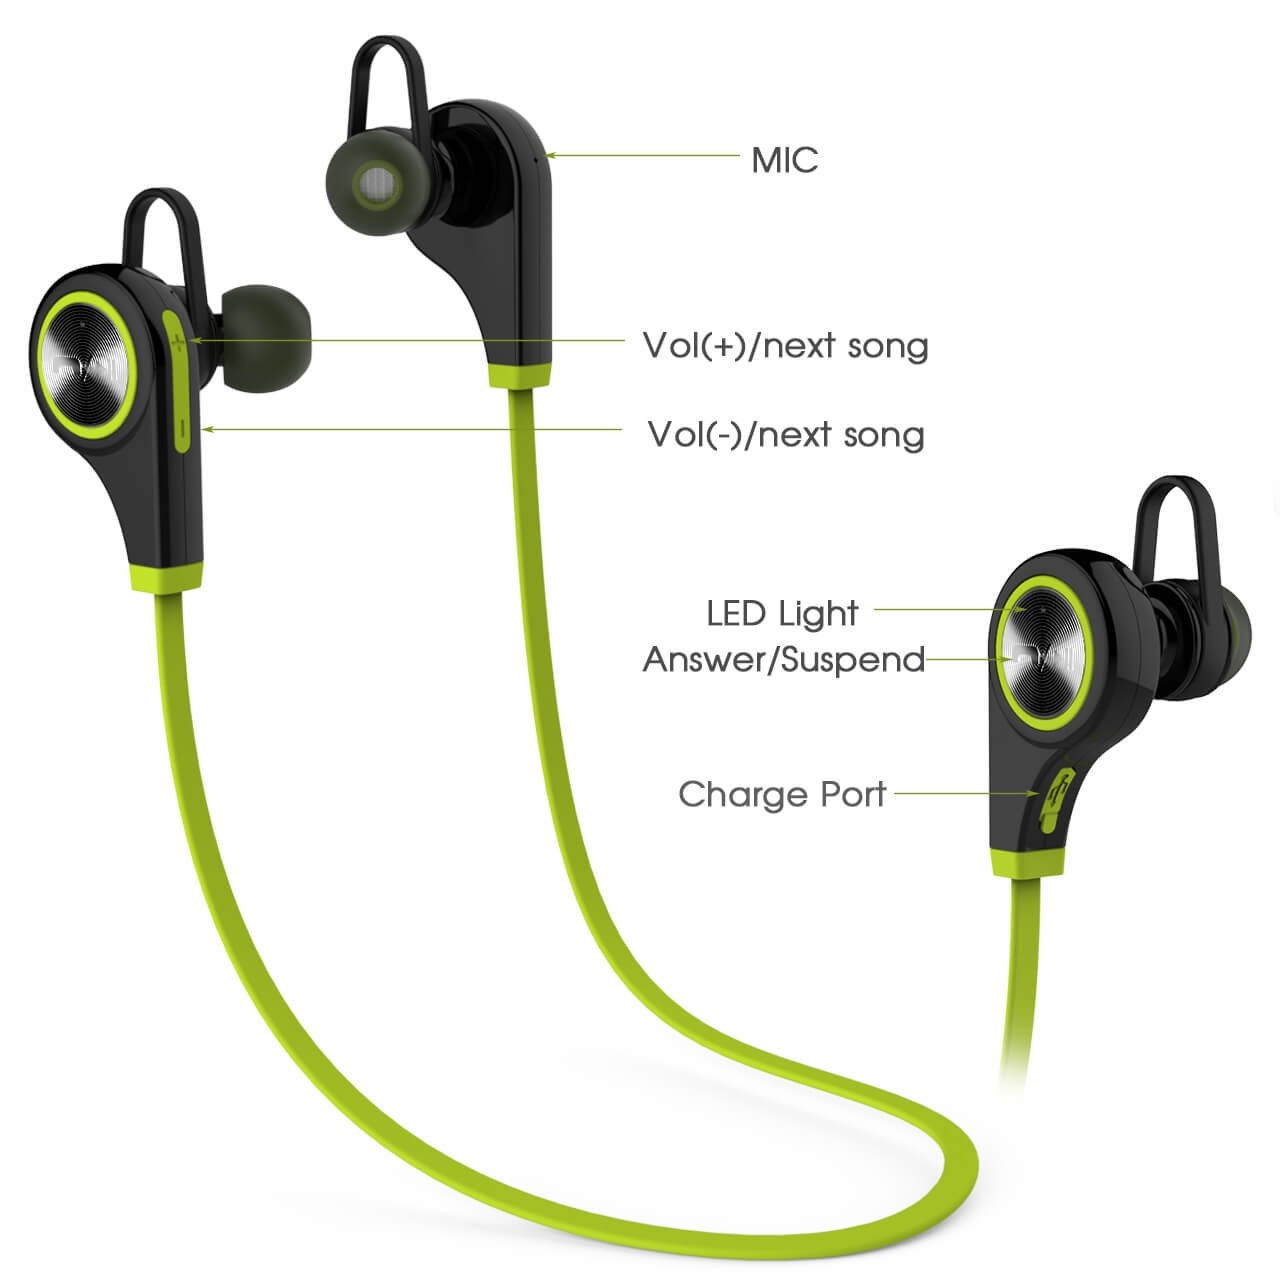 MIC
Vol(+)/next song
Vol(-)/next song
LED Light
Answer/Suspend
Charge Port